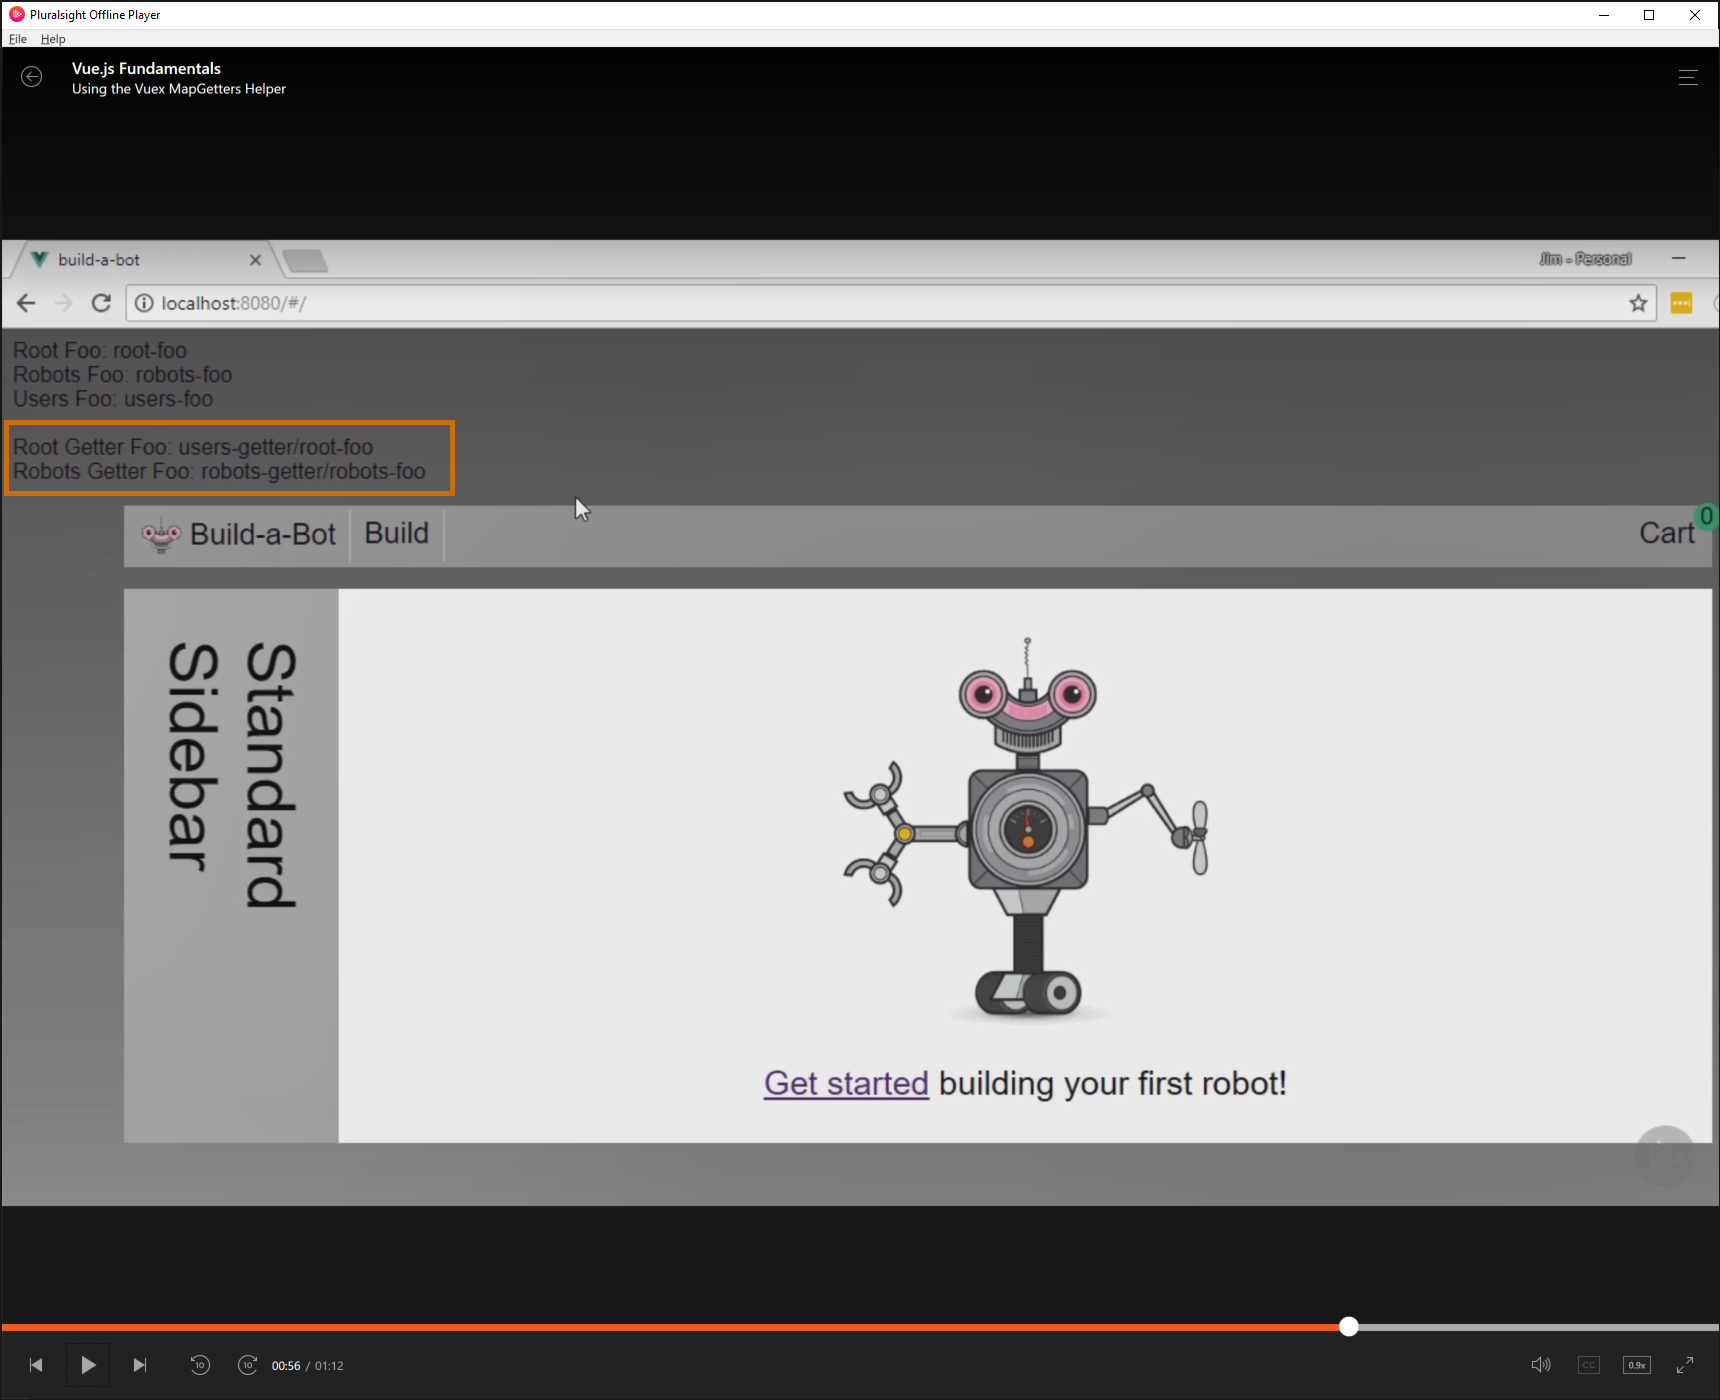 Pluralsight Offline Player
File Help
Vue.js Fundamentals
Using the Vuex MapGetters Helper
build-a-bot
Jim - Personal
localhost:8080/#/
Root Foo: root-foo
Robots Foo: robots-foo
Users Foo: users-foo
Root Getter Foo: users-getter/root-foo
Robots Getter Foo: robots-getter/robots-foo
Build-a-Bot Build Cart 0
Standard
Sidebar
Get started building your first robot!
10 10 00:56 / 01:12 CC 0.9x